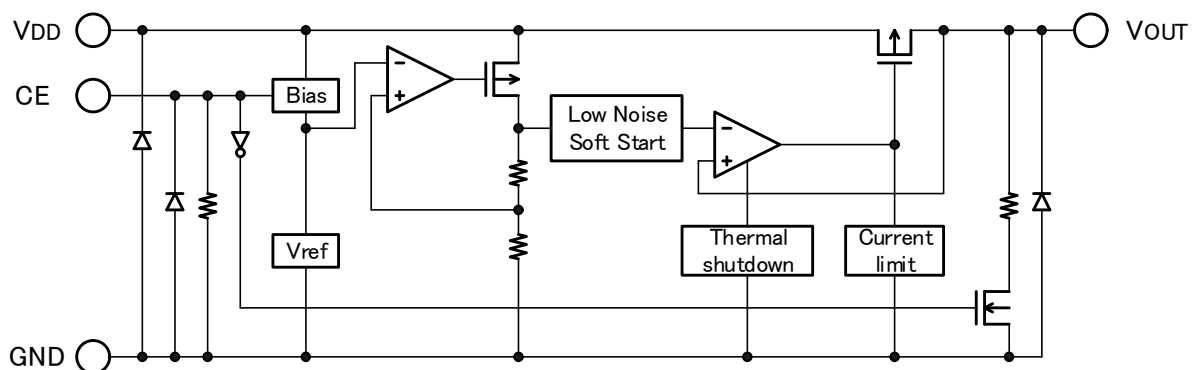 VDD
VOUT
CE
Bias
−
+
Low Noise
Soft Start
−
+
Vref
Thermal
shutdown
Current
limit
GND